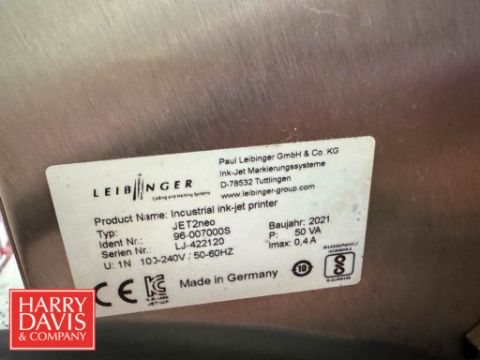 LEIBINGER
Coding and Marking Systems
Paul Leibinger GmbH & Co. KG
Ink-Jet Markierungssysteme
D-78532 Tuttlingen
www.leibinger-group.com
Product Name: Industrial ink-jet printer
Typ: JET2neo
Ident Nr.: 96-007000S
Serien Nr.: LJ-422120
U: 1N 100-240V / 50-60HZ
Baujahr: 2021
P: 50 VA
Imax: 0,4 A
Made in Germany
CE
10
HARRY
DAVIS
& COMPANY